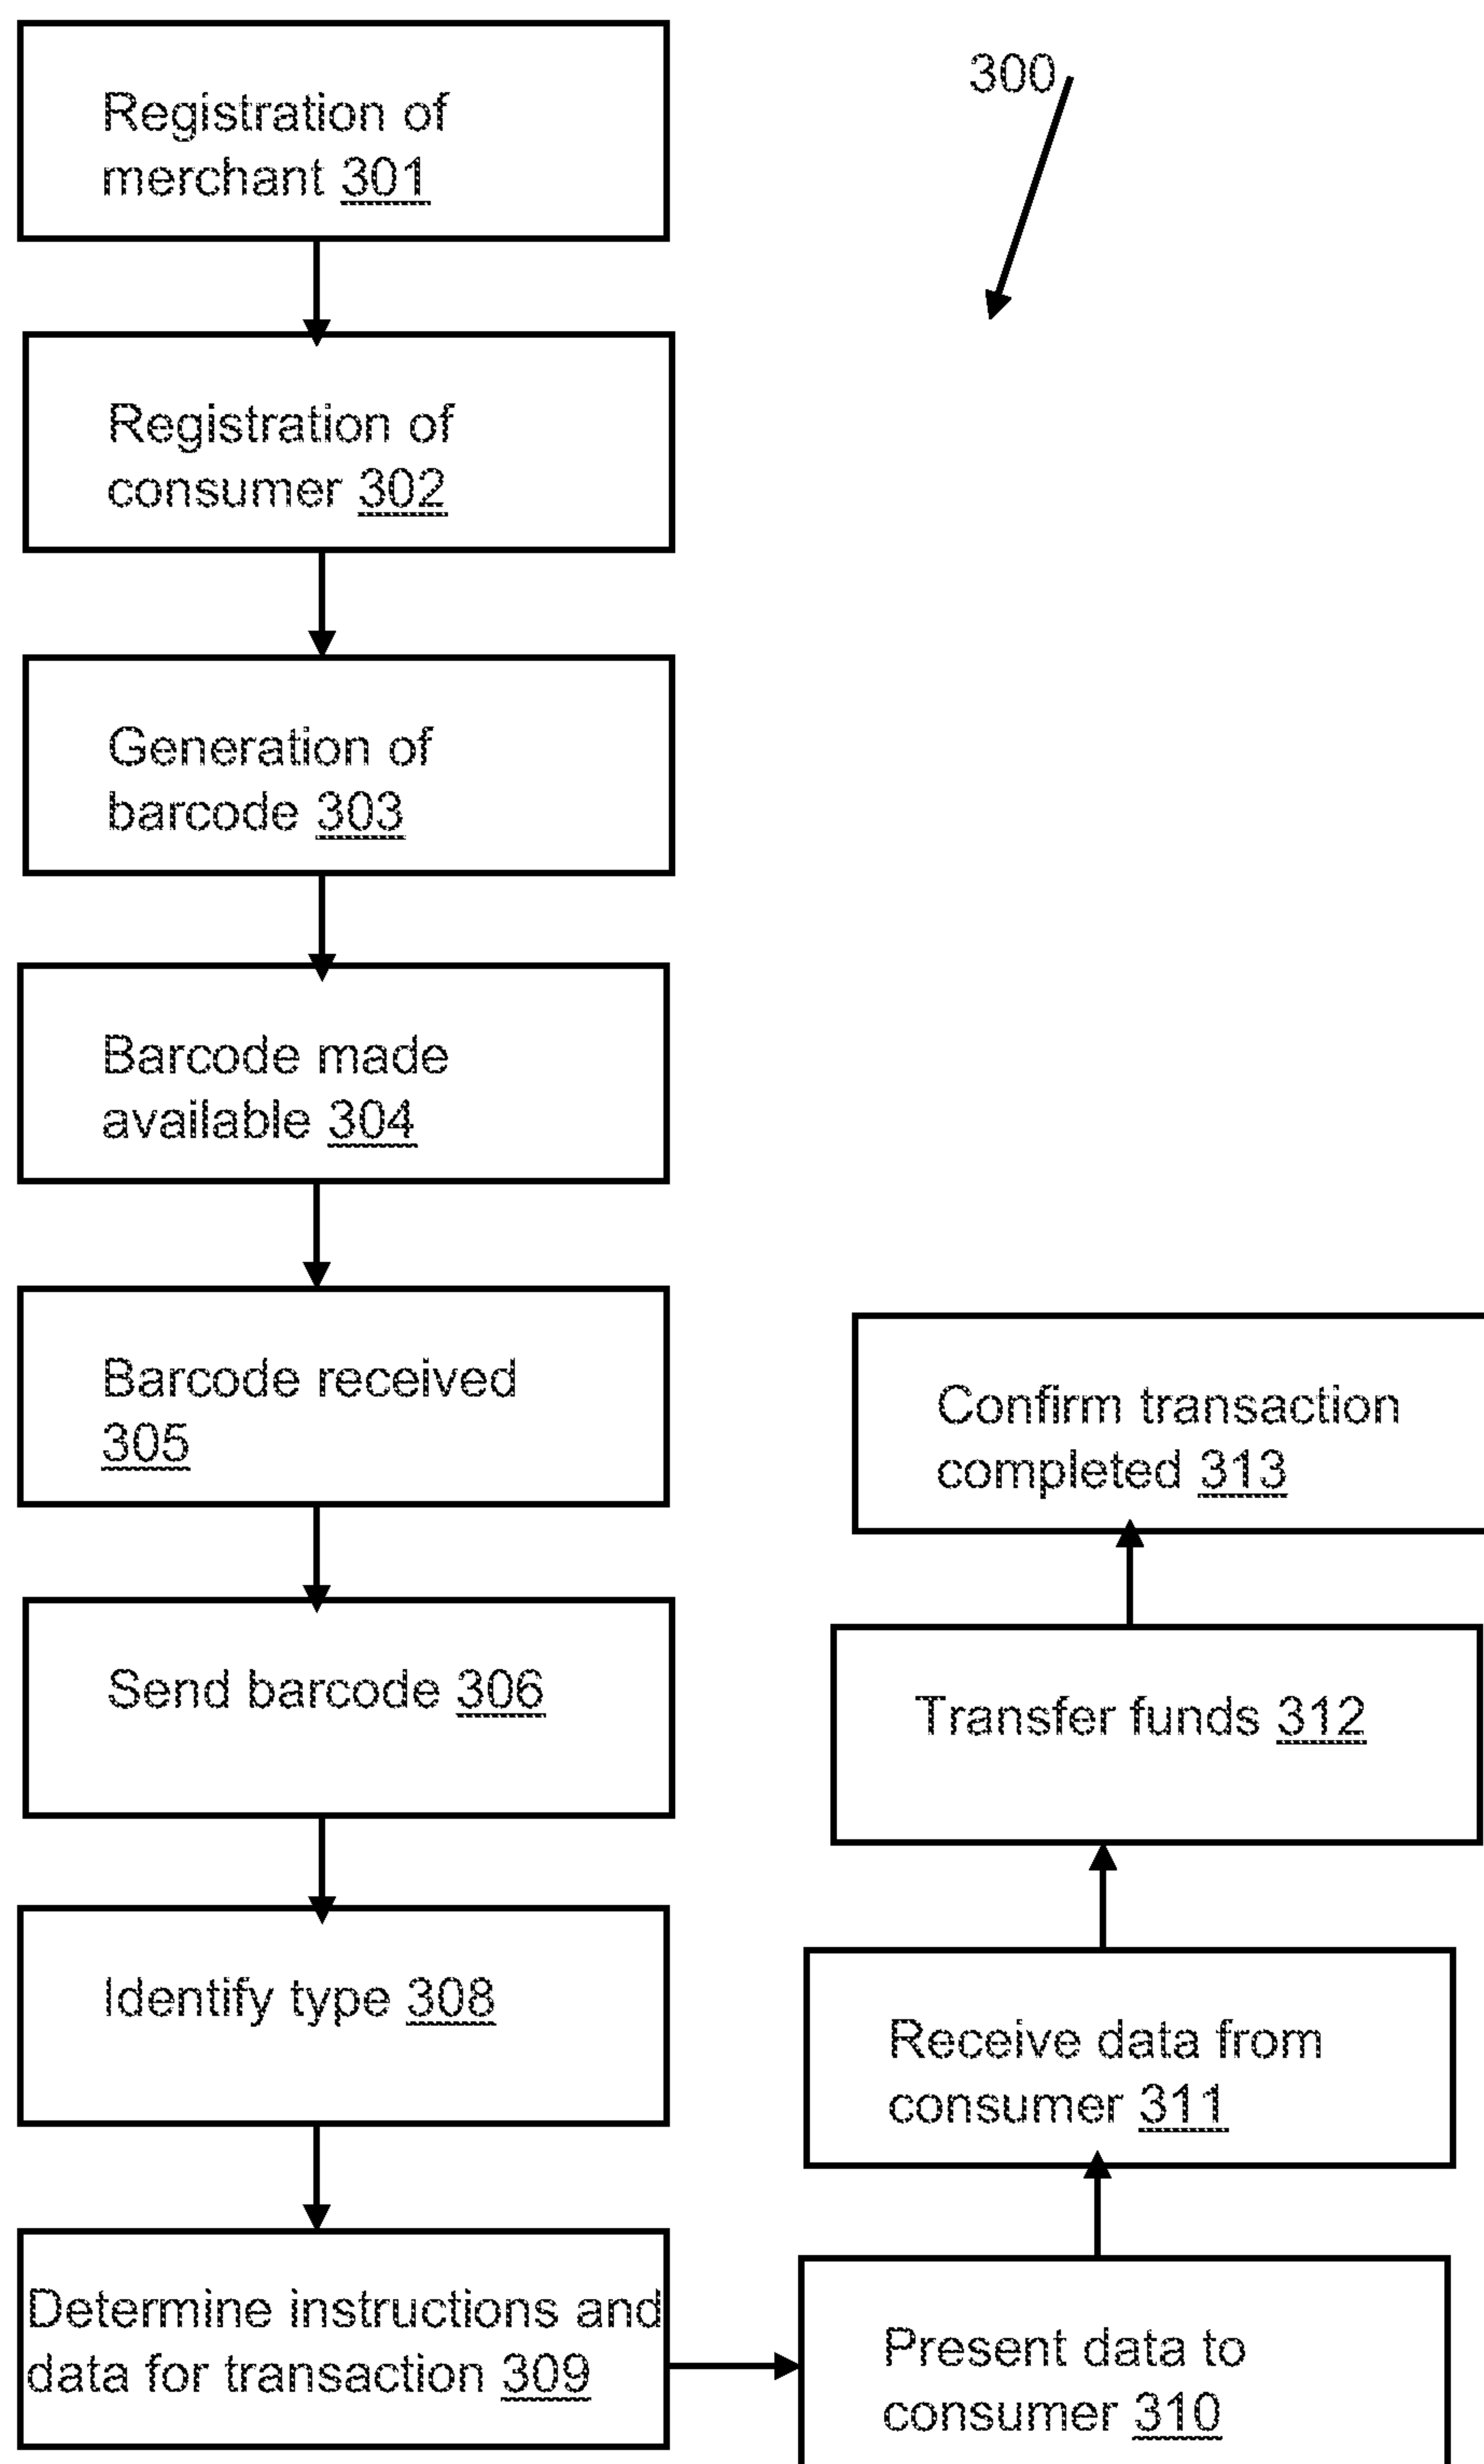 300
Registration of
merchant 301
Registration of
consumer 302
Generation of
barcode 303
Barcode made
available 304
Barcode received
305
Send barcode 306
Identify type 308
Determine instructions and
data for transaction 309
Present data to
consumer 310
Receive data from
consumer 311
Transfer funds 312
Confirm transaction
completed 313